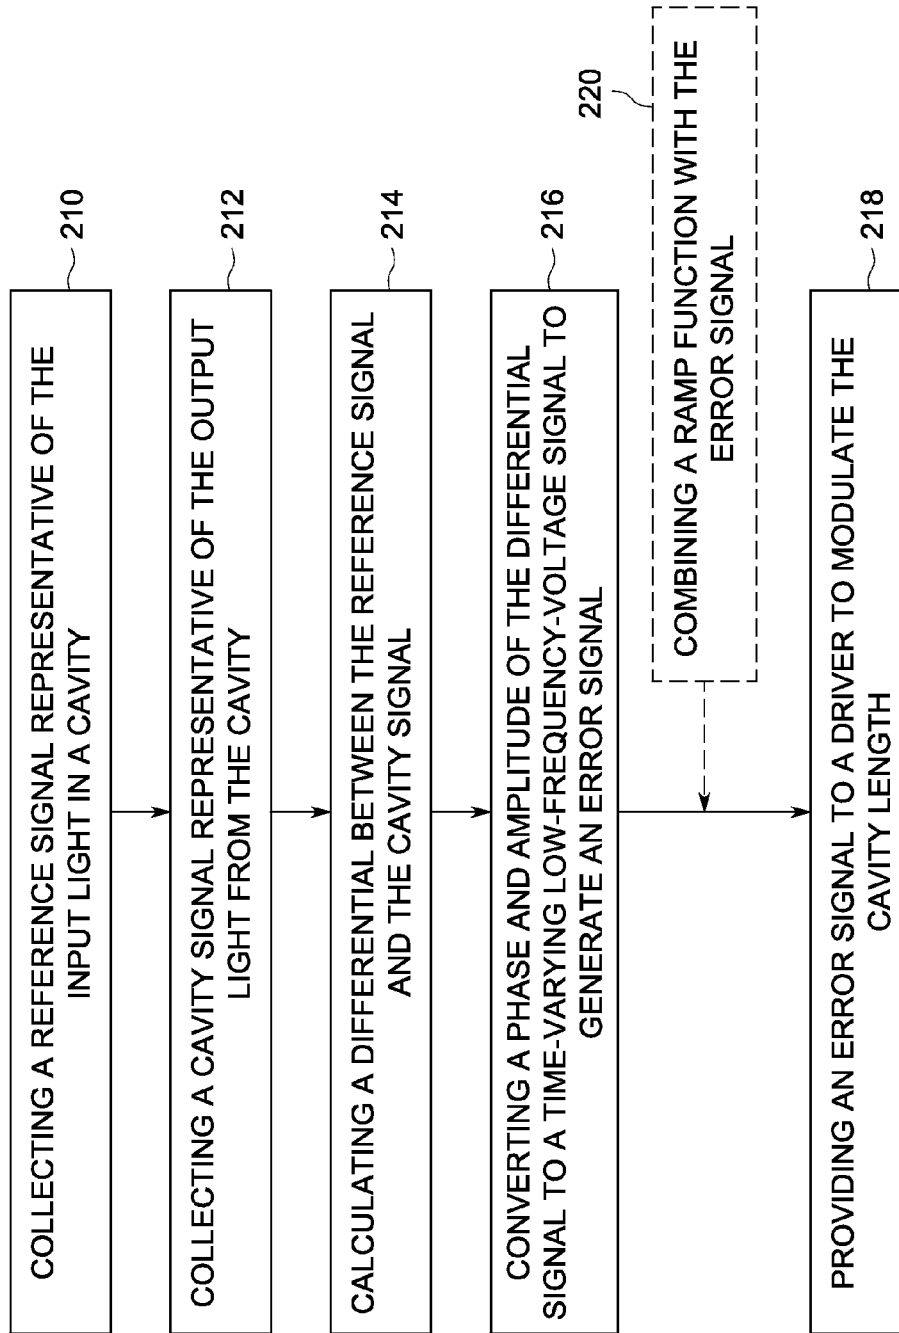 COLLECTING A REFERENCE SIGNAL REPRESENTATIVE OF THE
INPUT LIGHT IN A CAVITY
210
COLLECTING A CAVITY SIGNAL REPRESENTATIVE OF THE OUTPUT
LIGHT FROM THE CAVITY
212
CALCULATING A DIFFERENTIAL BETWEEN THE REFERENCE SIGNAL
AND THE CAVITY SIGNAL
214
CONVERTING A PHASE AND AMPLITUDE OF THE DIFFERENTIAL
SIGNAL TO A TIME-VARYING LOW-FREQUENCY-VOLTAGE SIGNAL TO
GENERATE AN ERROR SIGNAL
216
COMBINING A RAMP FUNCTION WITH THE
ERROR SIGNAL
220
PROVIDING AN ERROR SIGNAL TO A DRIVER TO MODULATE THE
CAVITY LENGTH
218